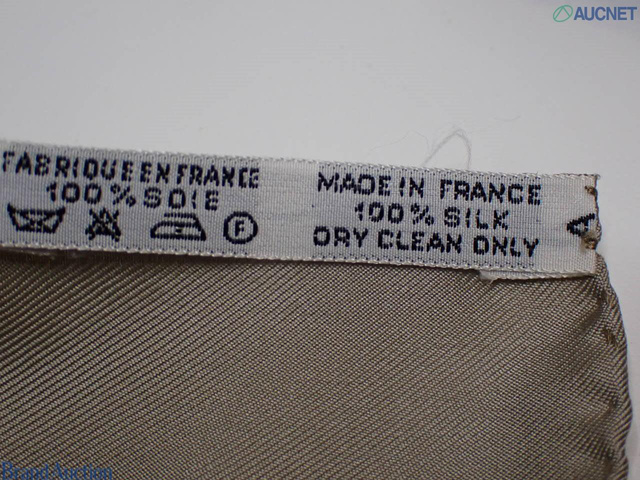 AUCNET
FABRIQUE EN FRANCE
100% SOIE
F
MADE IN FRANCE
100% SILK
DRY CLEAN ONLY
A
Brand Auction